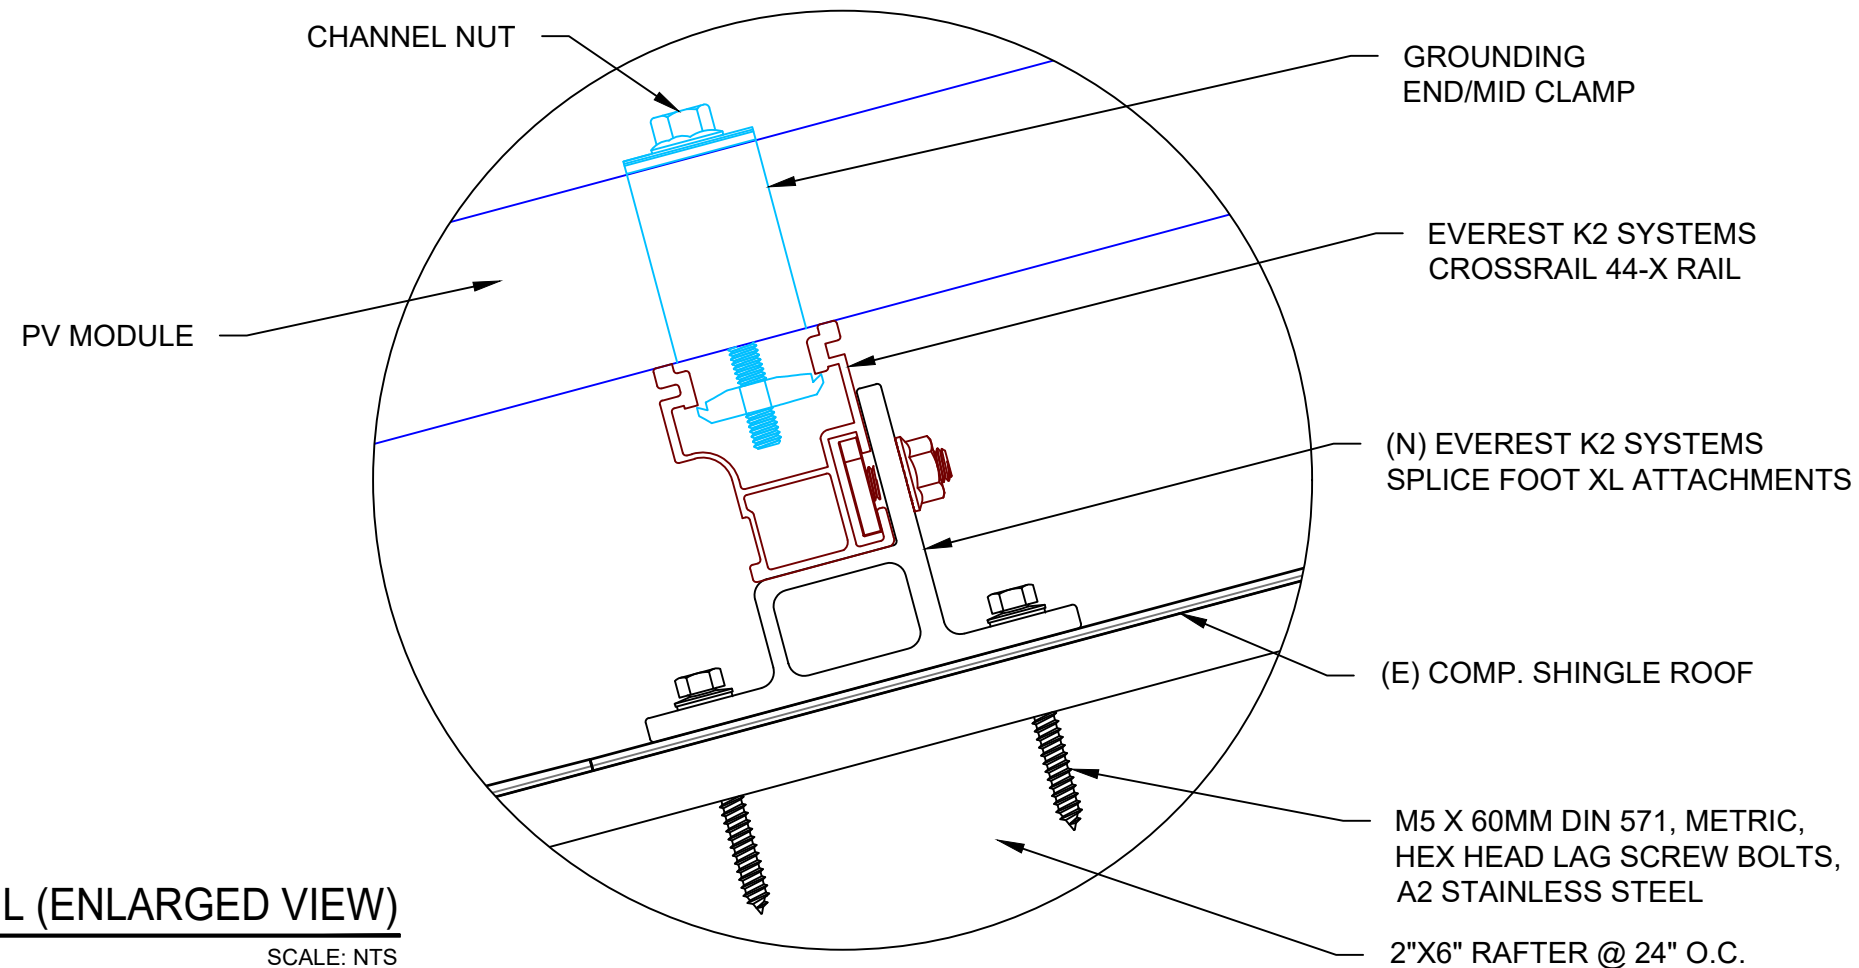 CHANNEL NUT
GROUNDING
END/MID CLAMP
EVEREST K2 SYSTEMS
CROSSRAIL 44-X RAIL
PV MODULE
(N) EVEREST K2 SYSTEMS
SPLICE FOOT XL ATTACHMENTS
(E) COMP. SHINGLE ROOF
M5 X 60MM DIN 571, METRIC,
HEX HEAD LAG SCREW BOLTS,
A2 STAINLESS STEEL
L (ENLARGED VIEW)
SCALE: NTS
2"X6" RAFTER @ 24" O.C.